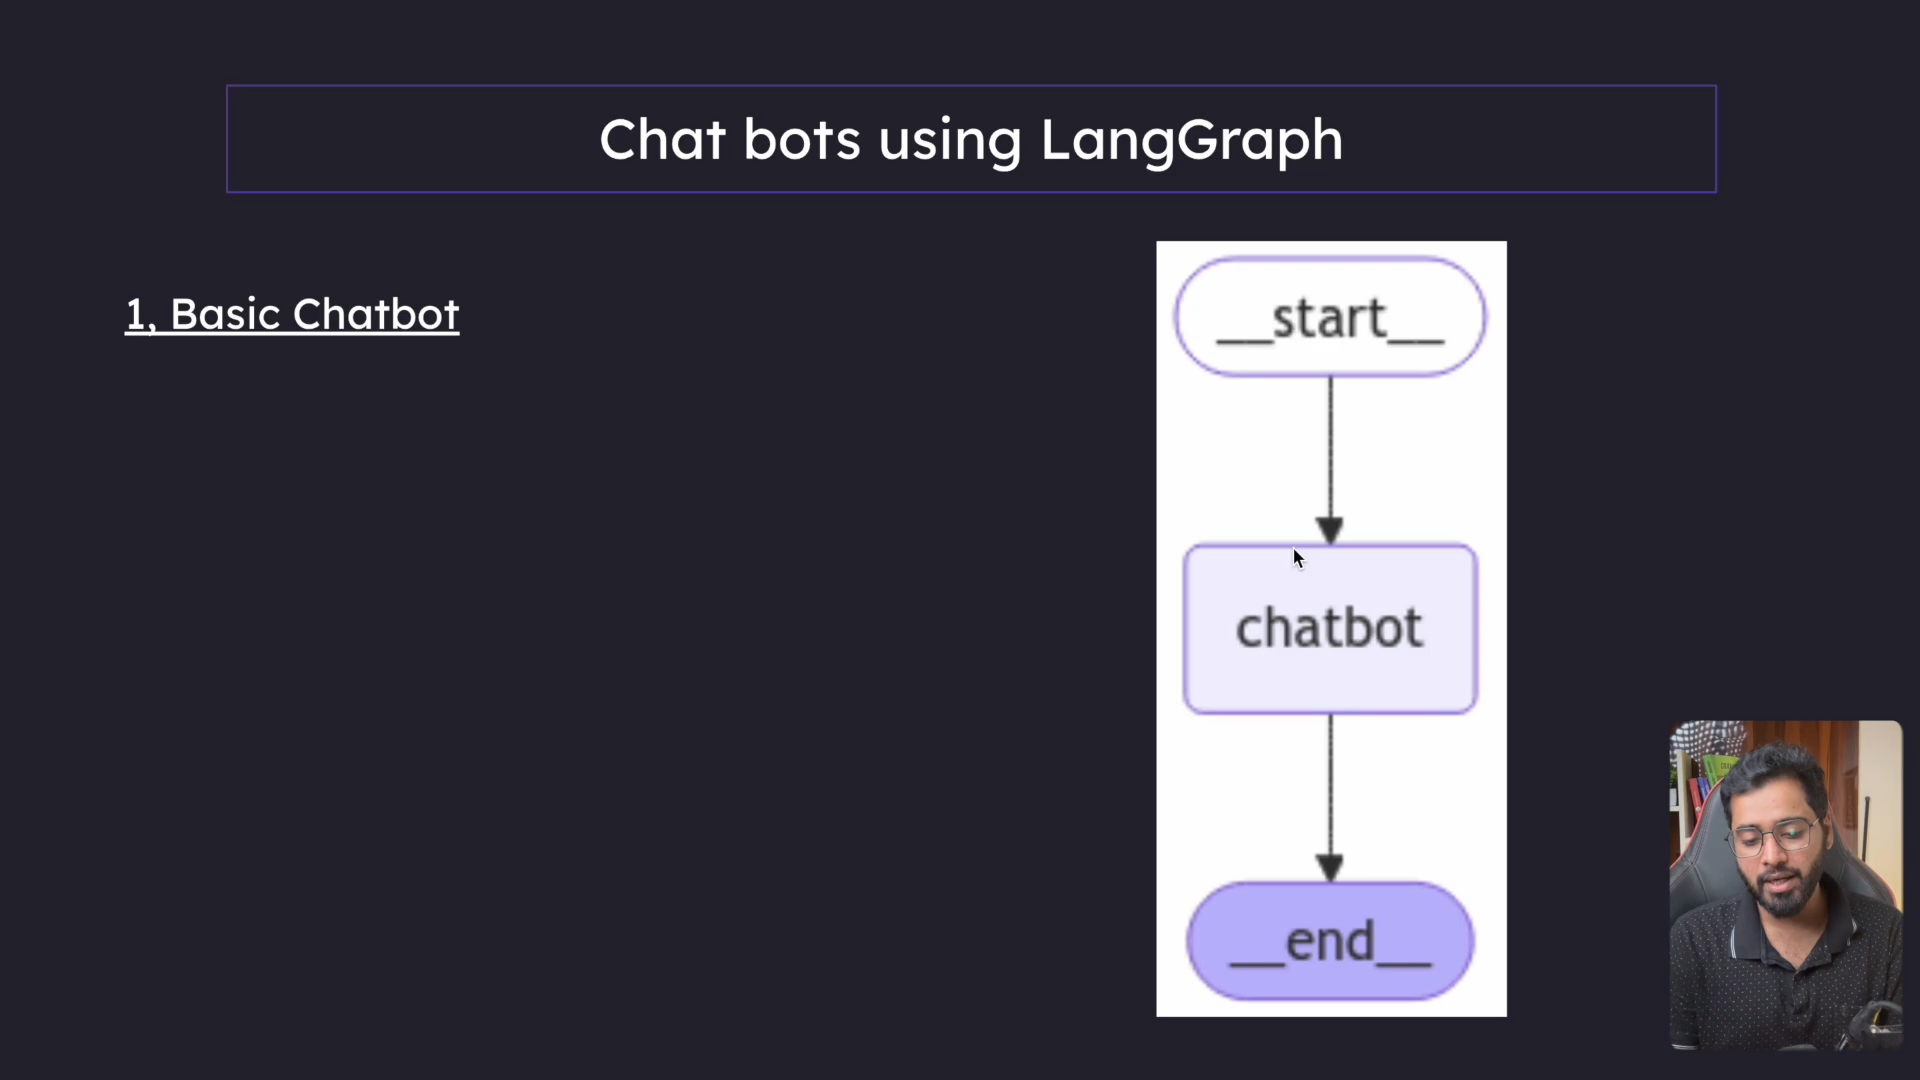 Chat bots using LangGraph
1, Basic Chatbot
__start__
chatbot
__end__